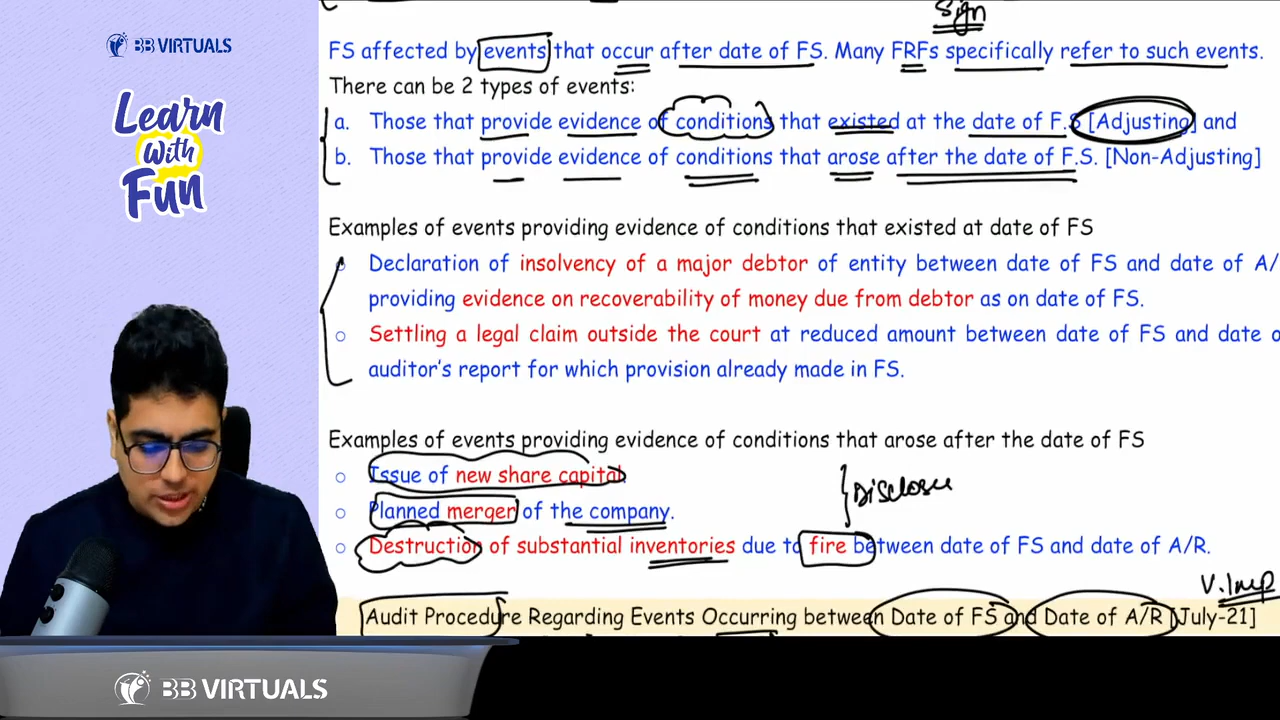 Sign
BB VIRTUALS
Learn
With
Fun
FS affected by events that occur after date of FS. Many FRFs specifically refer to such events.
There can be 2 types of events:
a. Those that provide evidence of conditions that existed at the date of F.S [Adjusting] and
b. Those that provide evidence of conditions that arose after the date of F.S. [Non-Adjusting]
Examples of events providing evidence of conditions that existed at date of FS
Declaration of insolvency of a major debtor of entity between date of FS and date of A/
providing evidence on recoverability of money due from debtor as on date of FS.
Settling a legal claim outside the court at reduced amount between date of FS and date o
auditor's report for which provision already made in FS.
Examples of events providing evidence of conditions that arose after the date of FS
Issue of new share capital.
Planned merger of the company.
Disclosure
Destruction of substantial inventories due to fire between date of FS and date of A/R.
V. Imp
Audit Procedure Regarding Events Occurring between Date of FS and Date of A/R [July-21]
BB VIRTUALS